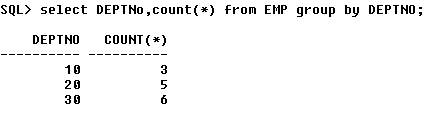 SQL> select DEPTNo,count(*) from EMP group by DEPTNO;
DEPTNO COUNT(*)
---------- ----------
10 3
20 5
30 6